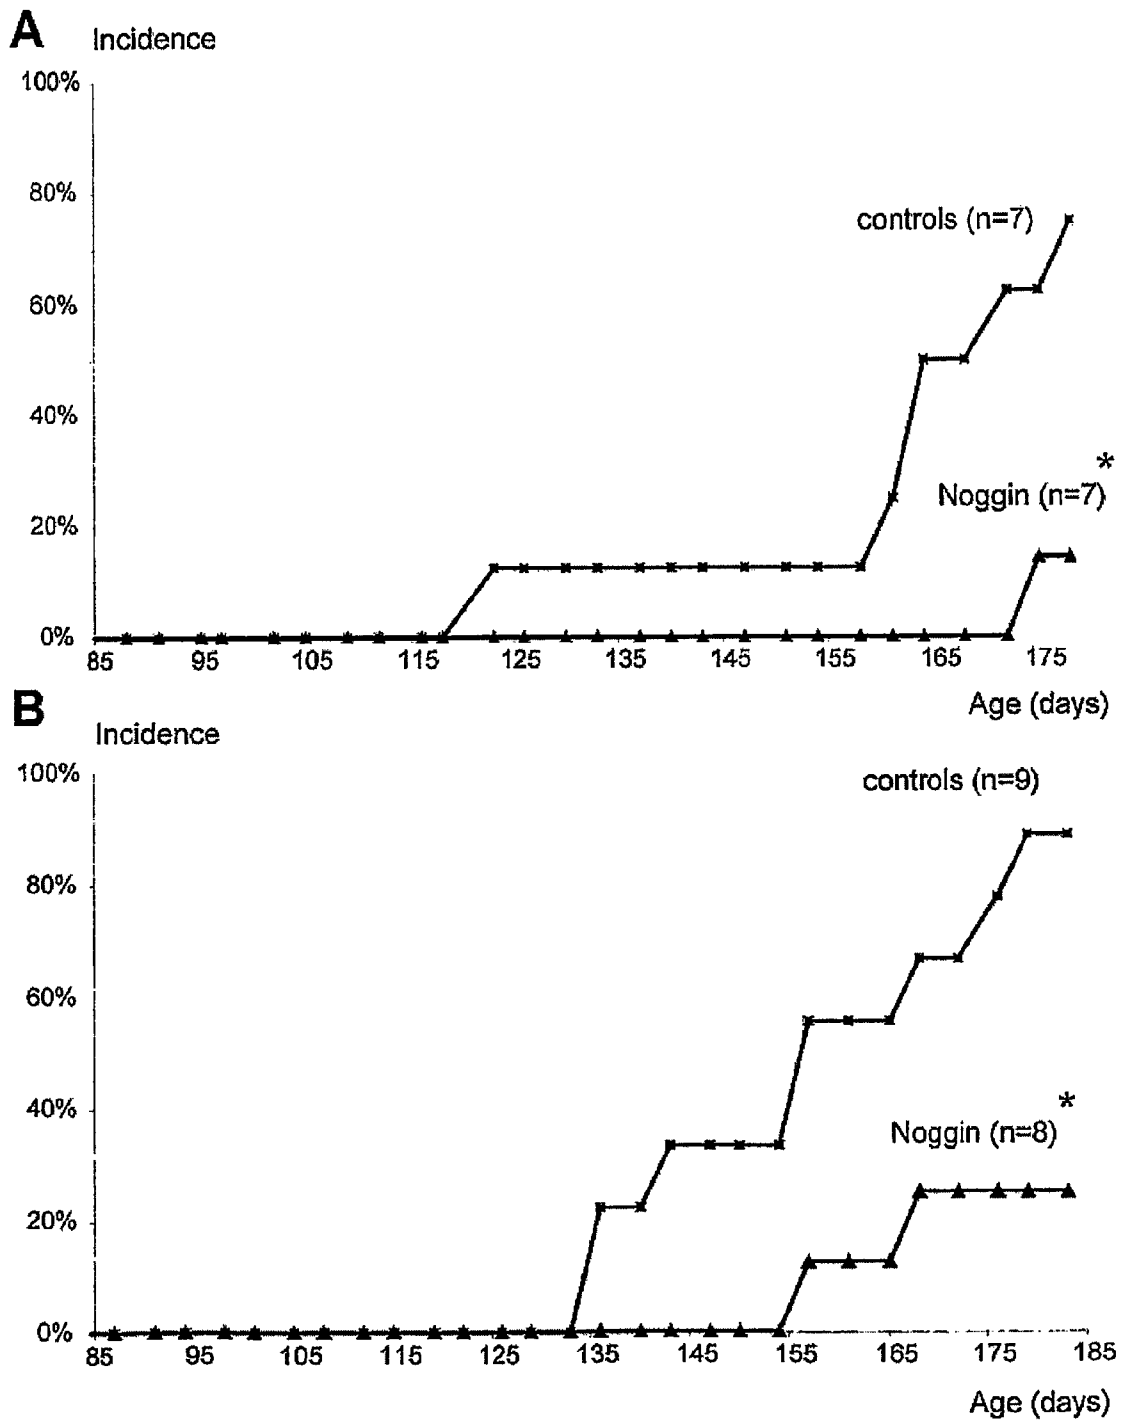 A
Incidence
100%
80%
controls (n=7)
60%
40%
*
Noggin (n=7)
20%
0%
85 95 105 115 125 135 145 155 165 175
Age (days)
B
Incidence
100%
controls (n=9)
80%
60%
40%
*
Noggin (n=8)
20%
0%
85 95 105 115 125 135 145 155 165 175 185
Age (days)